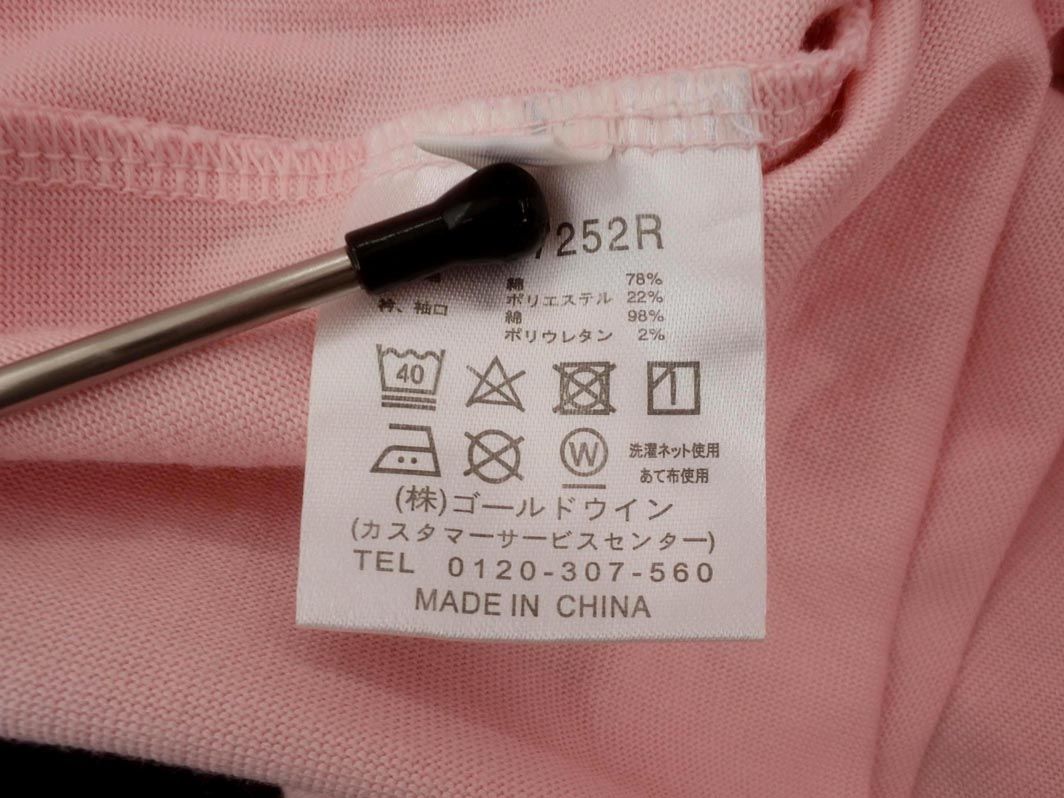 7252R
綿 78%
ポリエステル 22%
衿、袖口 綿 98%
ポリウレタン 2%
40
1
W
洗濯ネット使用
あて布使用
(株)ゴールドウイン
(カスタマーサービスセンター)
TEL 0120-307-560
MADE IN CHINA